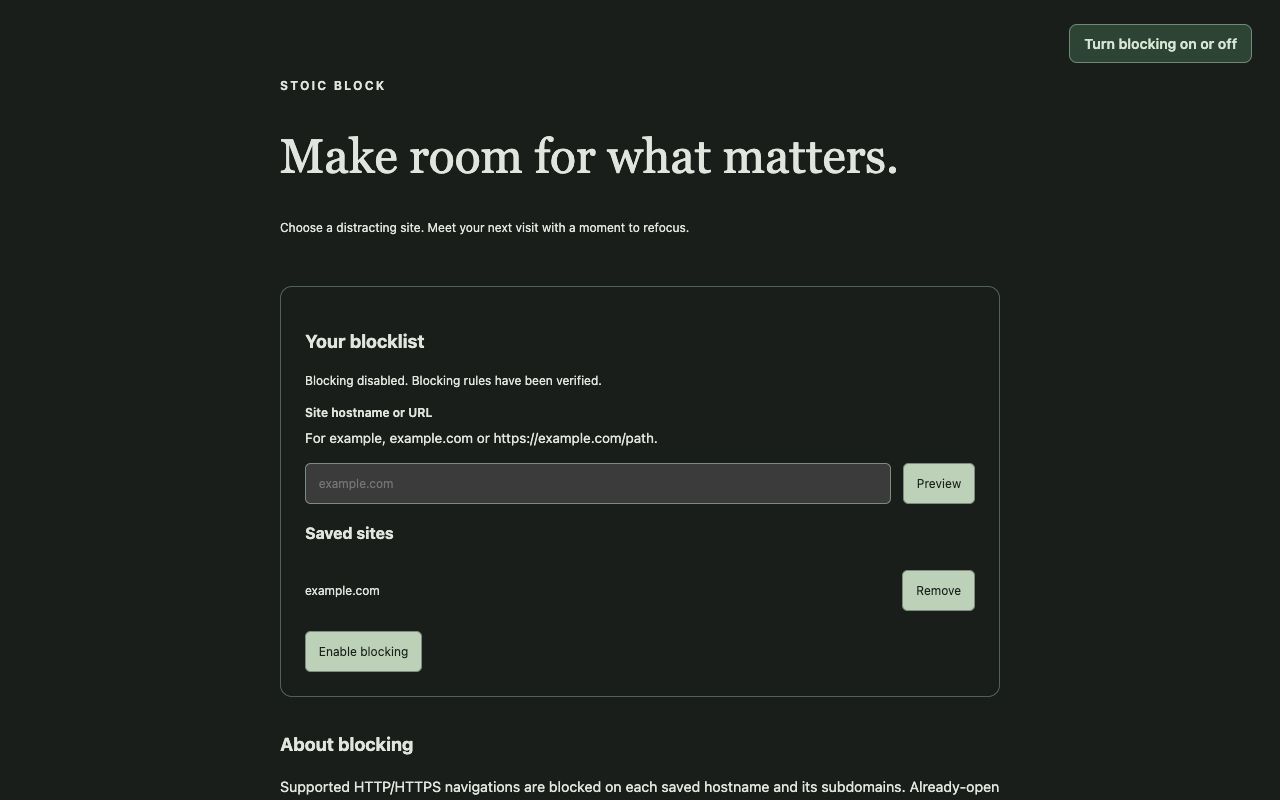 Turn blocking on or off
STOIC BLOCK
Make room for what matters.
Choose a distracting site. Meet your next visit with a moment to refocus.
Your blocklist
Blocking disabled. Blocking rules have been verified.
Site hostname or URL
For example, example.com or https://example.com/path.
example.com
Preview
Saved sites
example.com
Remove
Enable blocking
About blocking
Supported HTTP/HTTPS navigations are blocked on each saved hostname and its subdomains. Already-open